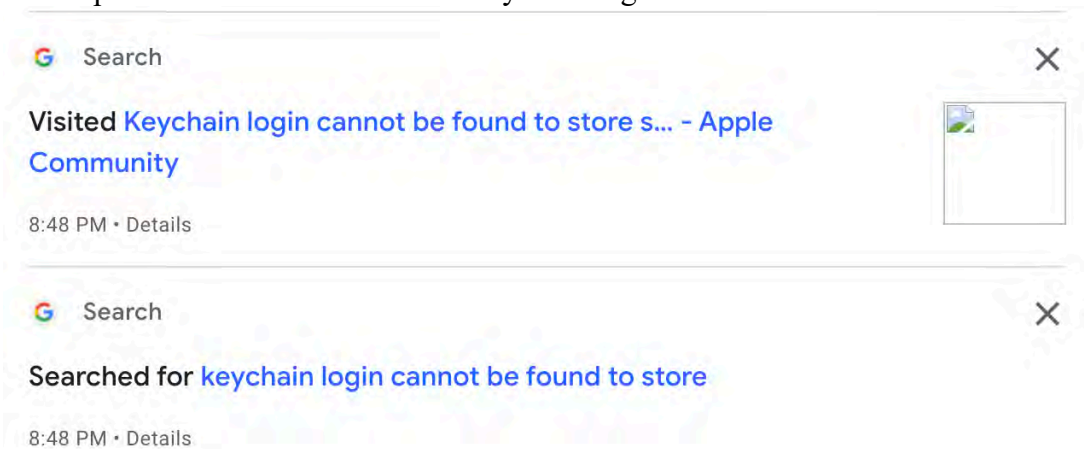 Search
Visited Keychain login cannot be found to store s... - Apple
Community
8:48 PM • Details
Search
Searched for keychain login cannot be found to store
8:48 PM • Details